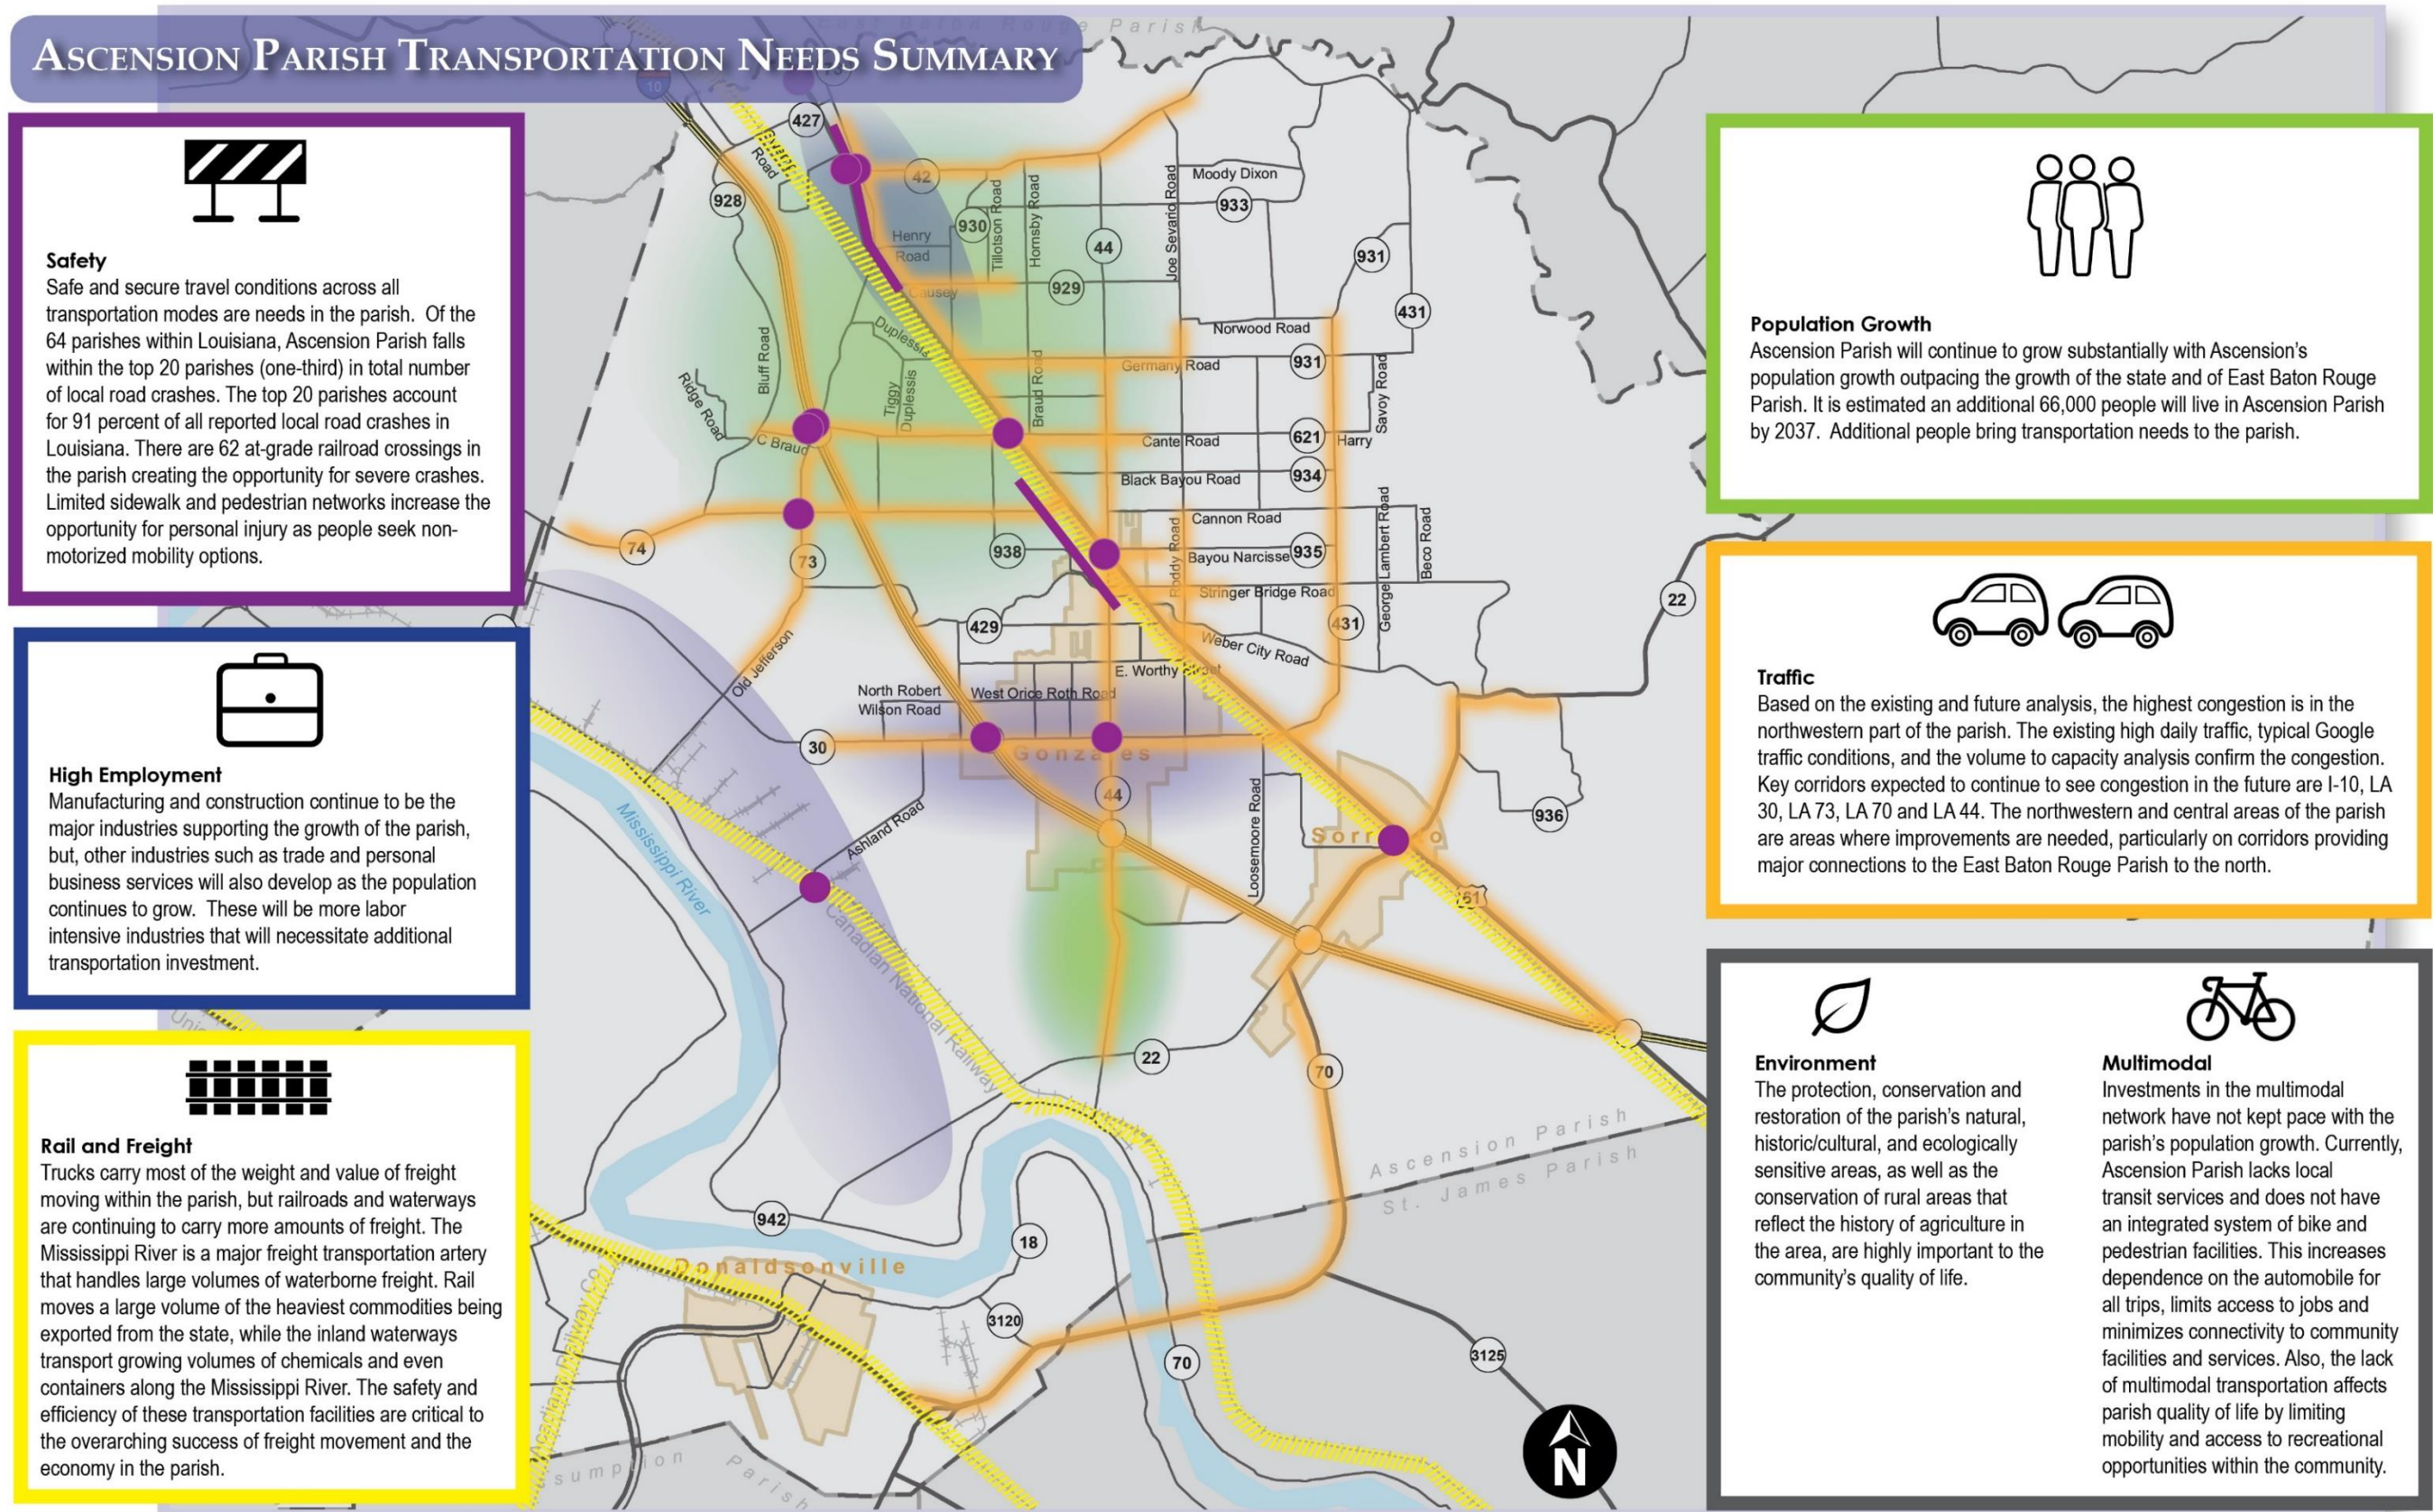 ASCENSION PARISH TRANSPORTATION NEEDS SUMMARY
Safety
Safe and secure travel conditions across all
transportation modes are needs in the parish. Of the
64 parishes within Louisiana, Ascension Parish falls
within the top 20 parishes (one-third) in total number
of local road crashes. The top 20 parishes account
for 91 percent of all reported local road crashes in
Louisiana. There are 62 at-grade railroad crossings in
the parish creating the opportunity for severe crashes.
Limited sidewalk and pedestrian networks increase the
opportunity for personal injury as people seek non-
motorized mobility options.
High Employment
Manufacturing and construction continue to be the
major industries supporting the growth of the parish,
but, other industries such as trade and personal
business services will also develop as the population
continues to grow. These will be more labor
intensive industries that will necessitate additional
transportation investment.
Rail and Freight
Trucks carry most of the weight and value of freight
moving within the parish, but railroads and waterways
are continuing to carry more amounts of freight. The
Mississippi River is a major freight transportation artery
that handles large volumes of waterborne freight. Rail
moves a large volume of the heaviest commodities being
exported from the state, while the inland waterways
transport growing volumes of chemicals and even
containers along the Mississippi River. The safety and
efficiency of these transportation facilities are critical to
the overarching success of freight movement and the
economy in the parish.
East Baton Rouge Parish
10
427
Road
928
42
930
Henry
Road
Tillotson Road
Hornsby Road
44
Joe Sevario Road
Moody Dixon
933
931
431
Causey
929
Norwood Road
Duplessis
Bluff Road
Ridge Road
Tiggy
Duplessis
Braud Road
Germany Road
931
Savoy Road
C Braud
Cante Road
621
Harry
Black Bayou Road
934
74
73
938
Cannon Road
Roddy Road
Bayou Narcisse
935
George Lambert Road
Beco Road
Stringer Bridge Road
22
429
431
Weber City Road
Old Jefferson
E. Worthy Street
North Robert
Wilson Road
West Orice Roth Road
30
Gonzales
44
Loosemoore Road
936
Ashland Road
Mississippi River
Sorr o
61
Canadian National Railway
22
70
Ascension Parish
St. James Parish
942
18
Donaldsonville
3120
70
3125
Parish
N
Population Growth
Ascension Parish will continue to grow substantially with Ascension's
population growth outpacing the growth of the state and of East Baton Rouge
Parish. It is estimated an additional 66,000 people will live in Ascension Parish
by 2037. Additional people bring transportation needs to the parish.
Traffic
Based on the existing and future analysis, the highest congestion is in the
northwestern part of the parish. The existing high daily traffic, typical Google
traffic conditions, and the volume to capacity analysis confirm the congestion.
Key corridors expected to continue to see congestion in the future are I-10, LA
30, LA 73, LA 70 and LA 44. The northwestern and central areas of the parish
are areas where improvements are needed, particularly on corridors providing
major connections to the East Baton Rouge Parish to the north.
Environment
The protection, conservation and
restoration of the parish's natural,
historic/cultural, and ecologically
sensitive areas, as well as the
conservation of rural areas that
reflect the history of agriculture in
the area, are highly important to the
community's quality of life.
Multimodal
Investments in the multimodal
network have not kept pace with the
parish's population growth. Currently,
Ascension Parish lacks local
transit services and does not have
an integrated system of bike and
pedestrian facilities. This increases
dependence on the automobile for
all trips, limits access to jobs and
minimizes connectivity to community
facilities and services. Also, the lack
of multimodal transportation affects
parish quality of life by limiting
mobility and access to recreational
opportunities within the community.